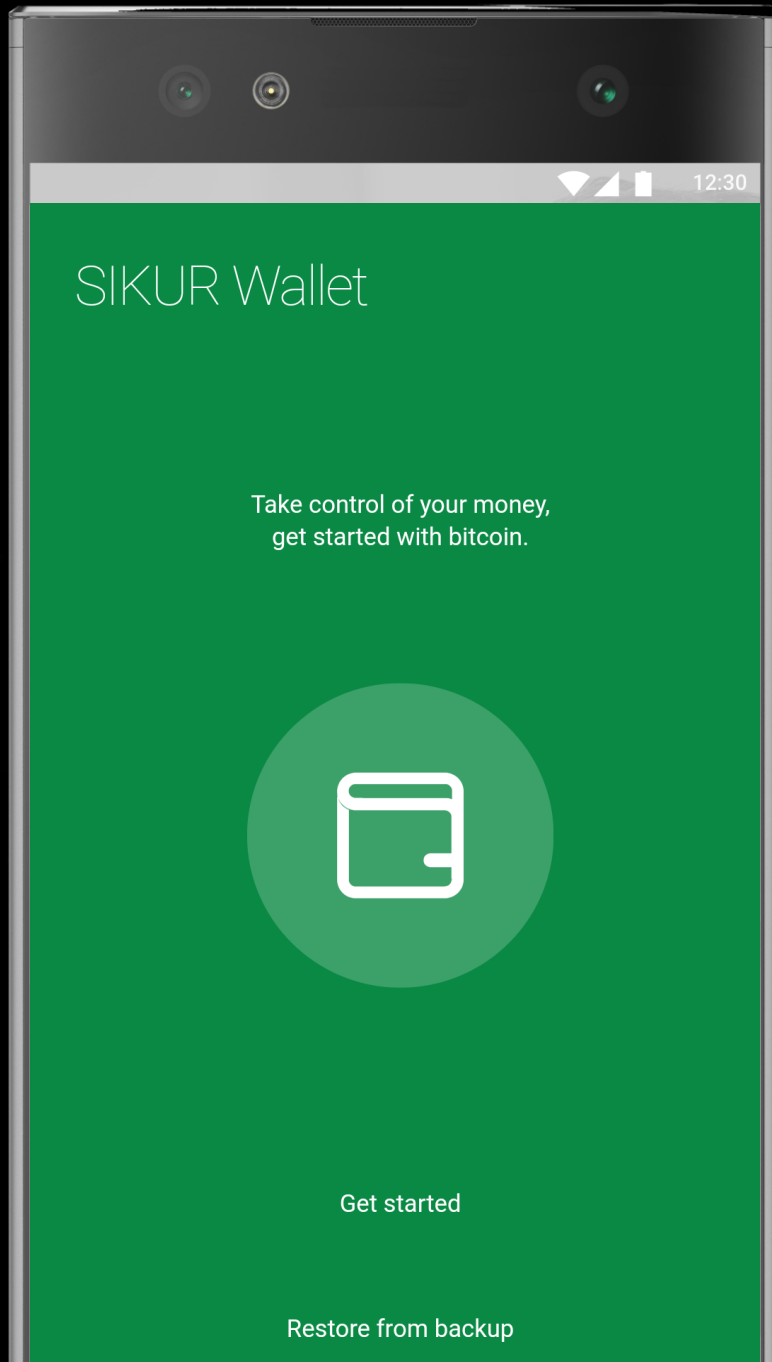 12:30
SIKUR Wallet
Take control of your money,
get started with bitcoin.
Get started
Restore from backup